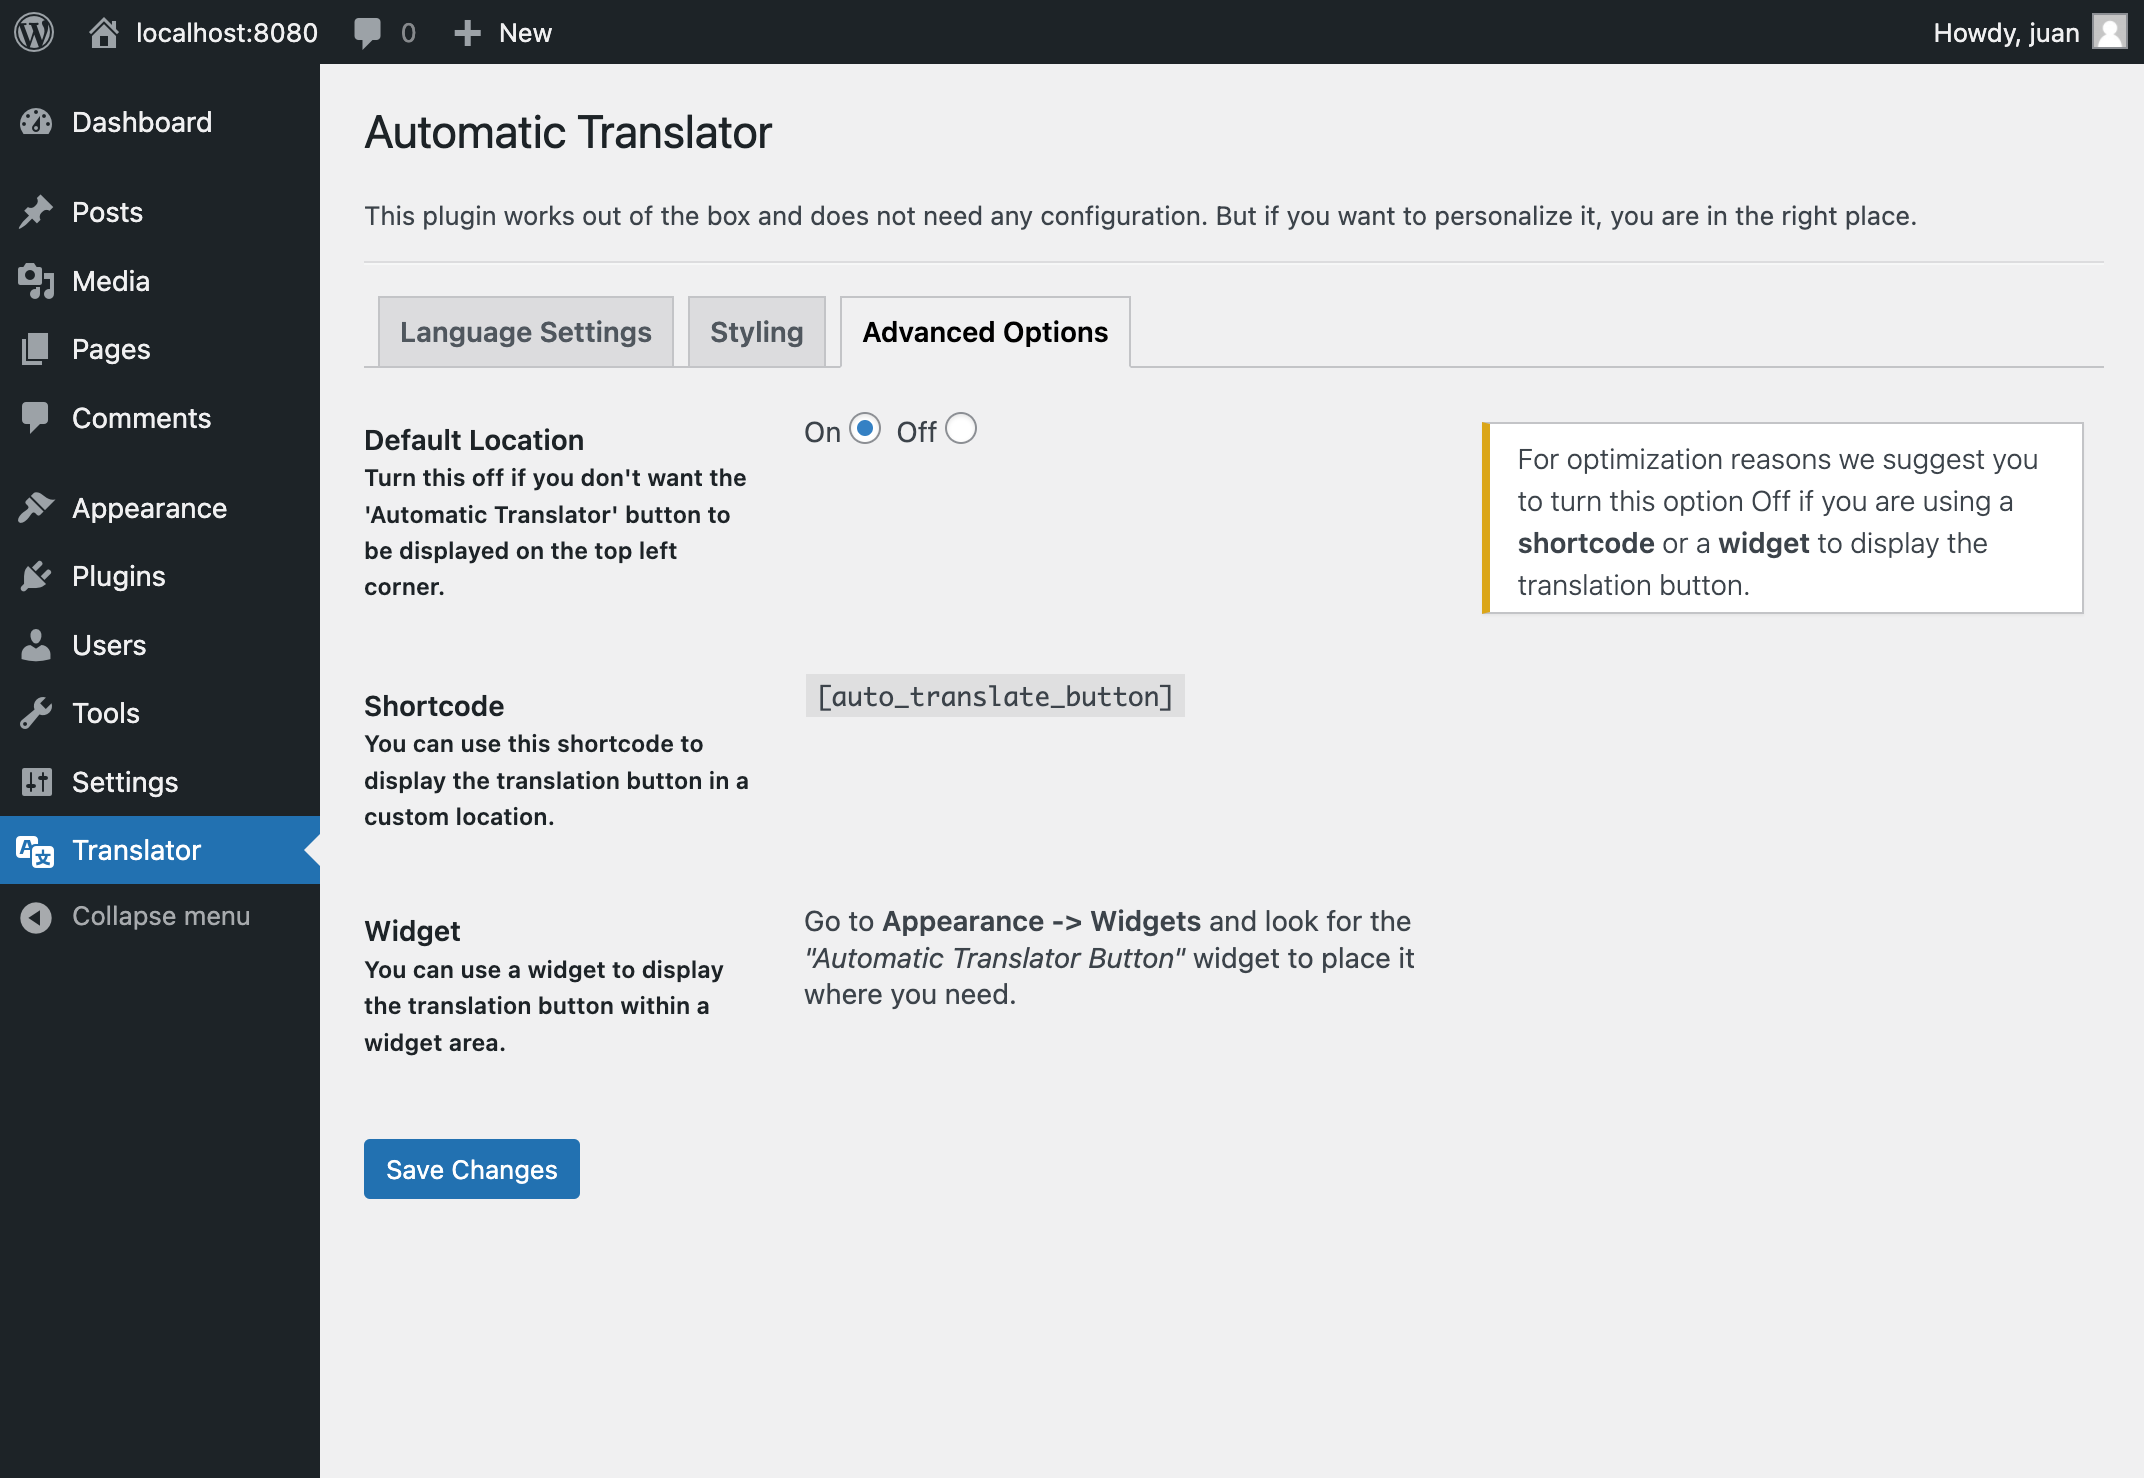 localhost:8080
0
New
Howdy, juan
Dashboard
Posts
Media
Pages
Comments
Appearance
Plugins
Users
Tools
Settings
Translator
Collapse menu
Automatic Translator
This plugin works out of the box and does not need any configuration. But if you want to personalize it, you are in the right place.
Language Settings
Styling
Advanced Options
Default Location
Turn this off if you don't want the
'Automatic Translator' button to
be displayed on the top left
corner.
On Off
For optimization reasons we suggest you
to turn this option Off if you are using a
shortcode or a widget to display the
translation button.
Shortcode
You can use this shortcode to
display the translation button in a
custom location.
[auto_translate_button]
Widget
You can use a widget to display
the translation button within a
widget area.
Go to Appearance -> Widgets and look for the
"Automatic Translator Button" widget to place it
where you need.
Save Changes